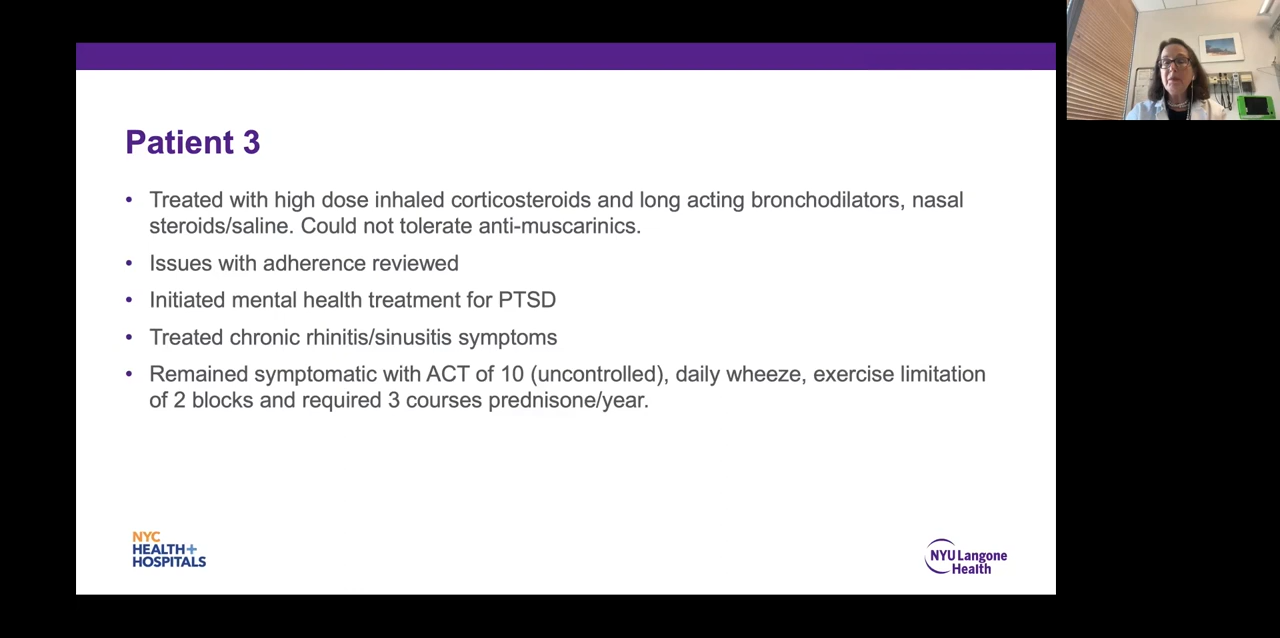 Patient 3
• Treated with high dose inhaled corticosteroids and long acting bronchodilators, nasal
steroids/saline. Could not tolerate anti-muscarinics.
• Issues with adherence reviewed
• Initiated mental health treatment for PTSD
• Treated chronic rhinitis/sinusitis symptoms
• Remained symptomatic with ACT of 10 (uncontrolled), daily wheeze, exercise limitation
of 2 blocks and required 3 courses prednisone/year.
NYC
HEALTH+
HOSPITALS
NYU Langone
Health